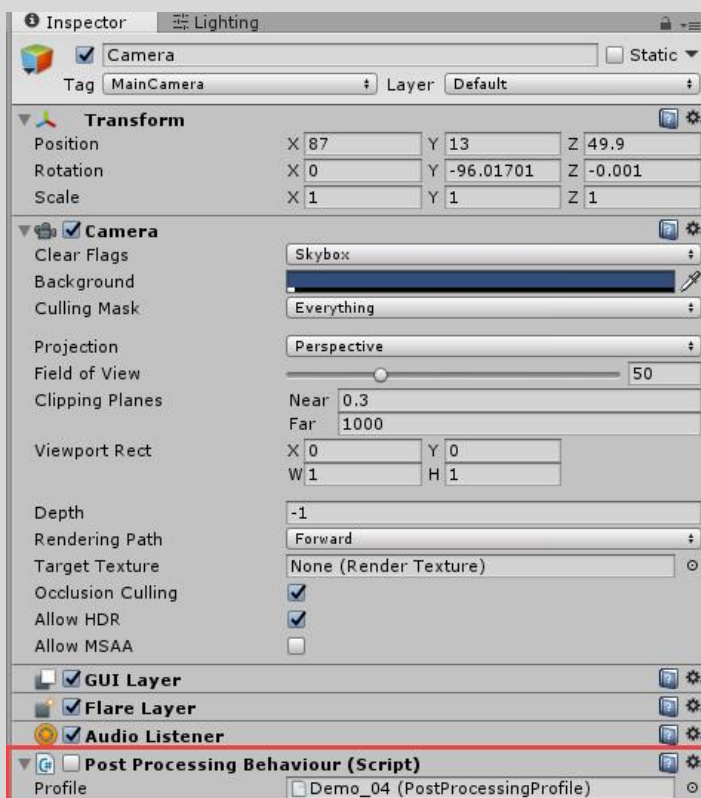 Inspector Lighting
Camera Static
Tag MainCamera Layer Default
Transform
Position X 87 Y 13 Z 49.9
Rotation X 0 Y -96.01701 Z -0.001
Scale X 1 Y 1 Z 1
Camera
Clear Flags Skybox
Background
Culling Mask Everything
Projection Perspective
Field of View 50
Clipping Planes Near 0.3
Far 1000
Viewport Rect X 0 Y 0
W 1 H 1
Depth -1
Rendering Path Forward
Target Texture None (Render Texture)
Occlusion Culling
Allow HDR
Allow MSAA
GUI Layer
Flare Layer
Audio Listener
Post Processing Behaviour (Script)
Profile Demo_04 (PostProcessingProfile)